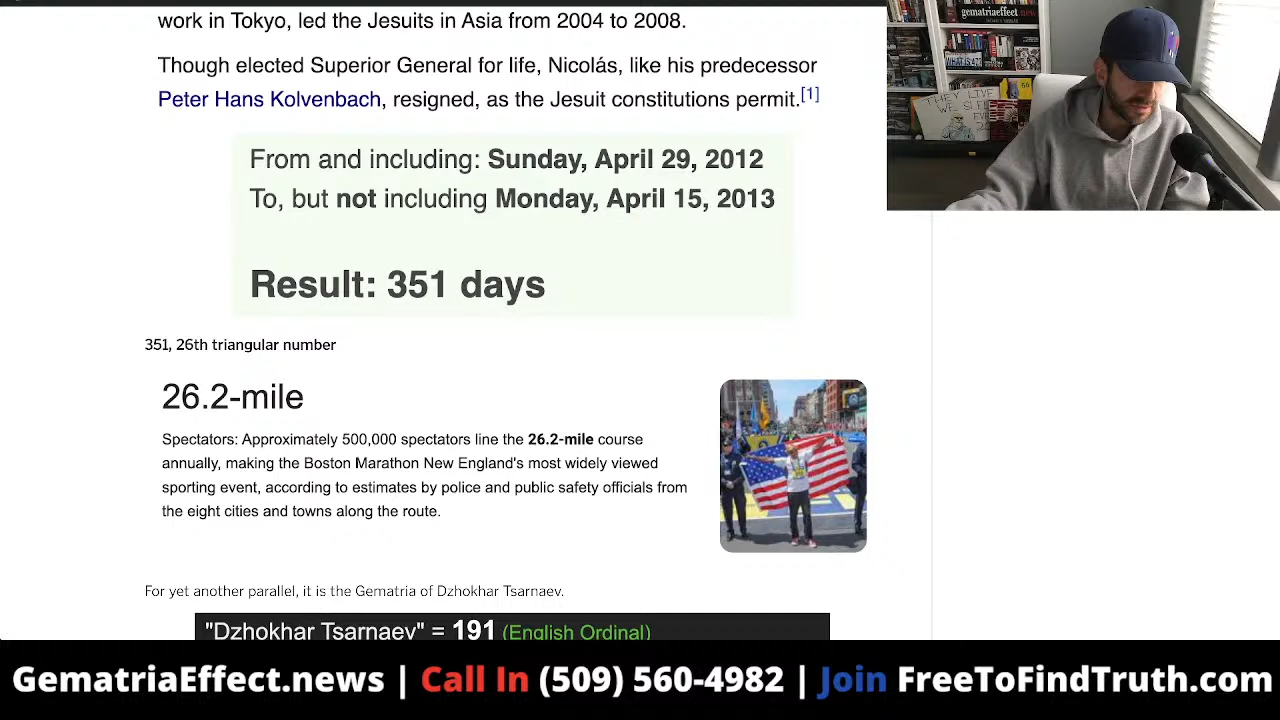 work in Tokyo, led the Jesuits in Asia from 2004 to 2008.
Though elected Superior General for life, Nicolás, like his predecessor
Peter Hans Kolvenbach, resigned, as the Jesuit constitutions permit.[1]
From and including: Sunday, April 29, 2012
To, but not including Monday, April 15, 2013
Result: 351 days
351, 26th triangular number
26.2-mile
Spectators: Approximately 500,000 spectators line the 26.2-mile course
annually, making the Boston Marathon New England's most widely viewed
sporting event, according to estimates by police and public safety officials from
the eight cities and towns along the route.
For yet another parallel, it is the Gematria of Dzhokhar Tsarnaev.
"Dzhokhar Tsarnaev" = 191 (English Ordinal)
gematriaeffect.news
THEY LIVE
WE SLEEP
GematriaEffect.news | Call In (509) 560-4982 | Join FreeToFindTruth.com